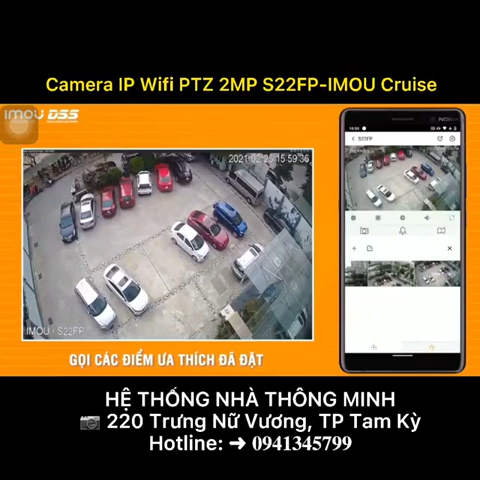 Camera IP Wifi PTZ 2MP S22FP-IMOU Cruise
imou DSS
NOKIA
S22FP
2021-02-25 15:59:36
IMOU - S22FP
GỌI CÁC ĐIỂM ƯA THÍCH ĐÃ ĐẶT
HỆ THỐNG NHÀ THÔNG MINH
📷 220 Trưng Nữ Vương, TP Tam Kỳ
Hotline: ➜ 0941345799